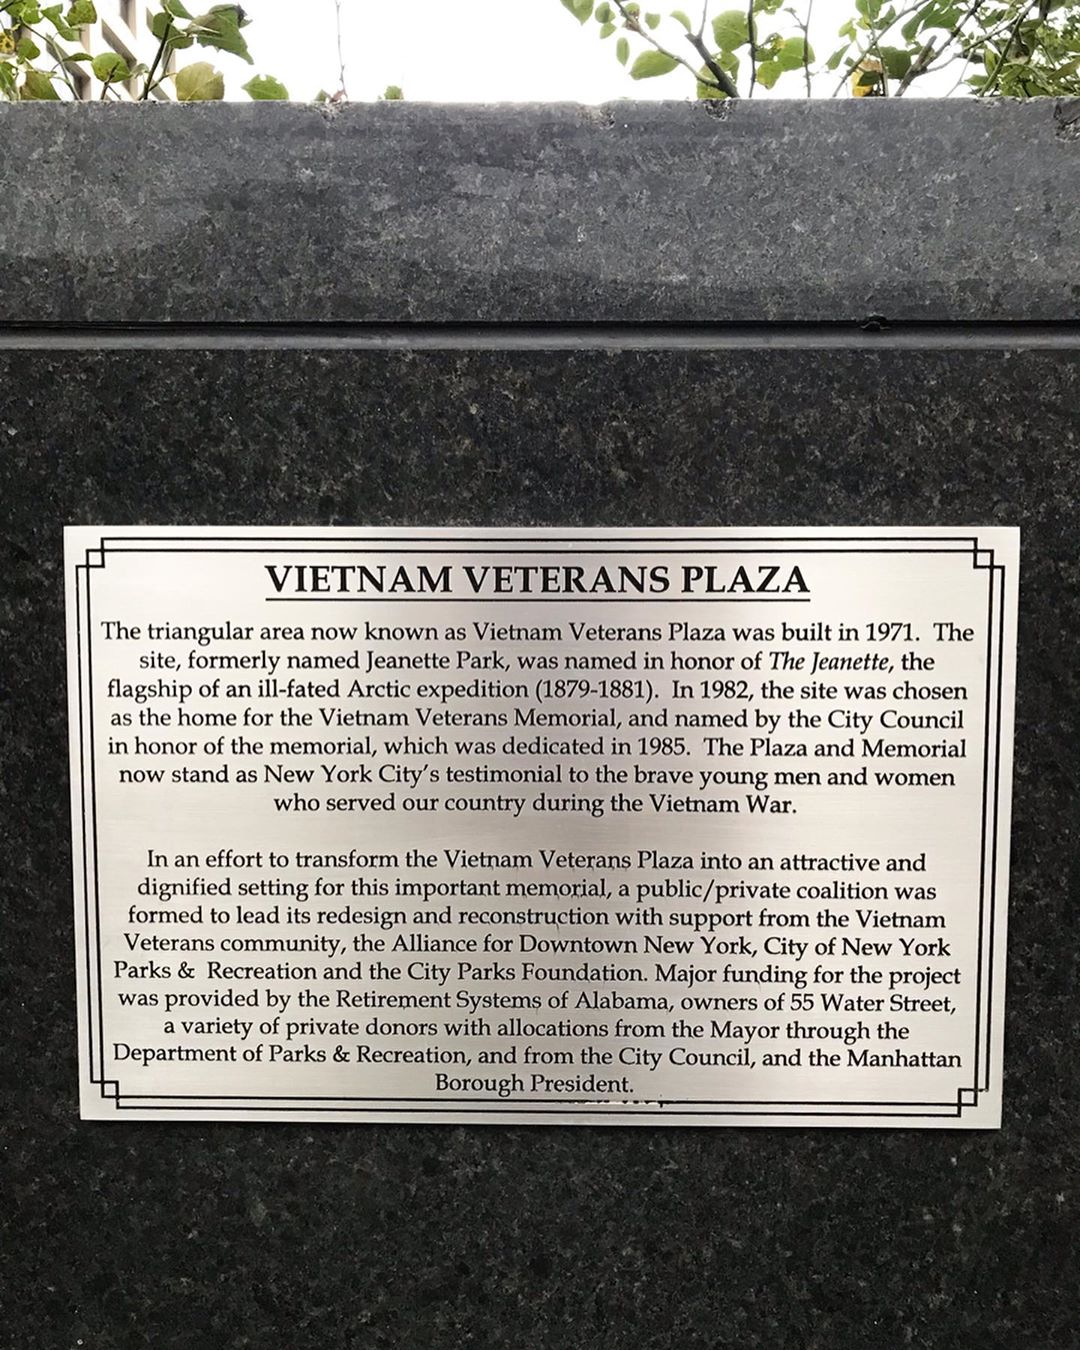 VIETNAM VETERANS PLAZA
The triangular area now known as Vietnam Veterans Plaza was built in 1971. The
site, formerly named Jeanette Park, was named in honor of The Jeanette, the
flagship of an ill-fated Arctic expedition (1879-1881). In 1982, the site was chosen
as the home for the Vietnam Veterans Memorial, and named by the City Council
in honor of the memorial, which was dedicated in 1985. The Plaza and Memorial
now stand as New York City's testimonial to the brave young men and women
who served our country during the Vietnam War.
In an effort to transform the Vietnam Veterans Plaza into an attractive and
dignified setting for this important memorial, a public/private coalition was
formed to lead its redesign and reconstruction with support from the Vietnam
Veterans community, the Alliance for Downtown New York, City of New York
Parks & Recreation and the City Parks Foundation. Major funding for the project
was provided by the Retirement Systems of Alabama, owners of 55 Water Street,
a variety of private donors with allocations from the Mayor through the
Department of Parks & Recreation, and from the City Council, and the Manhattan
Borough President.